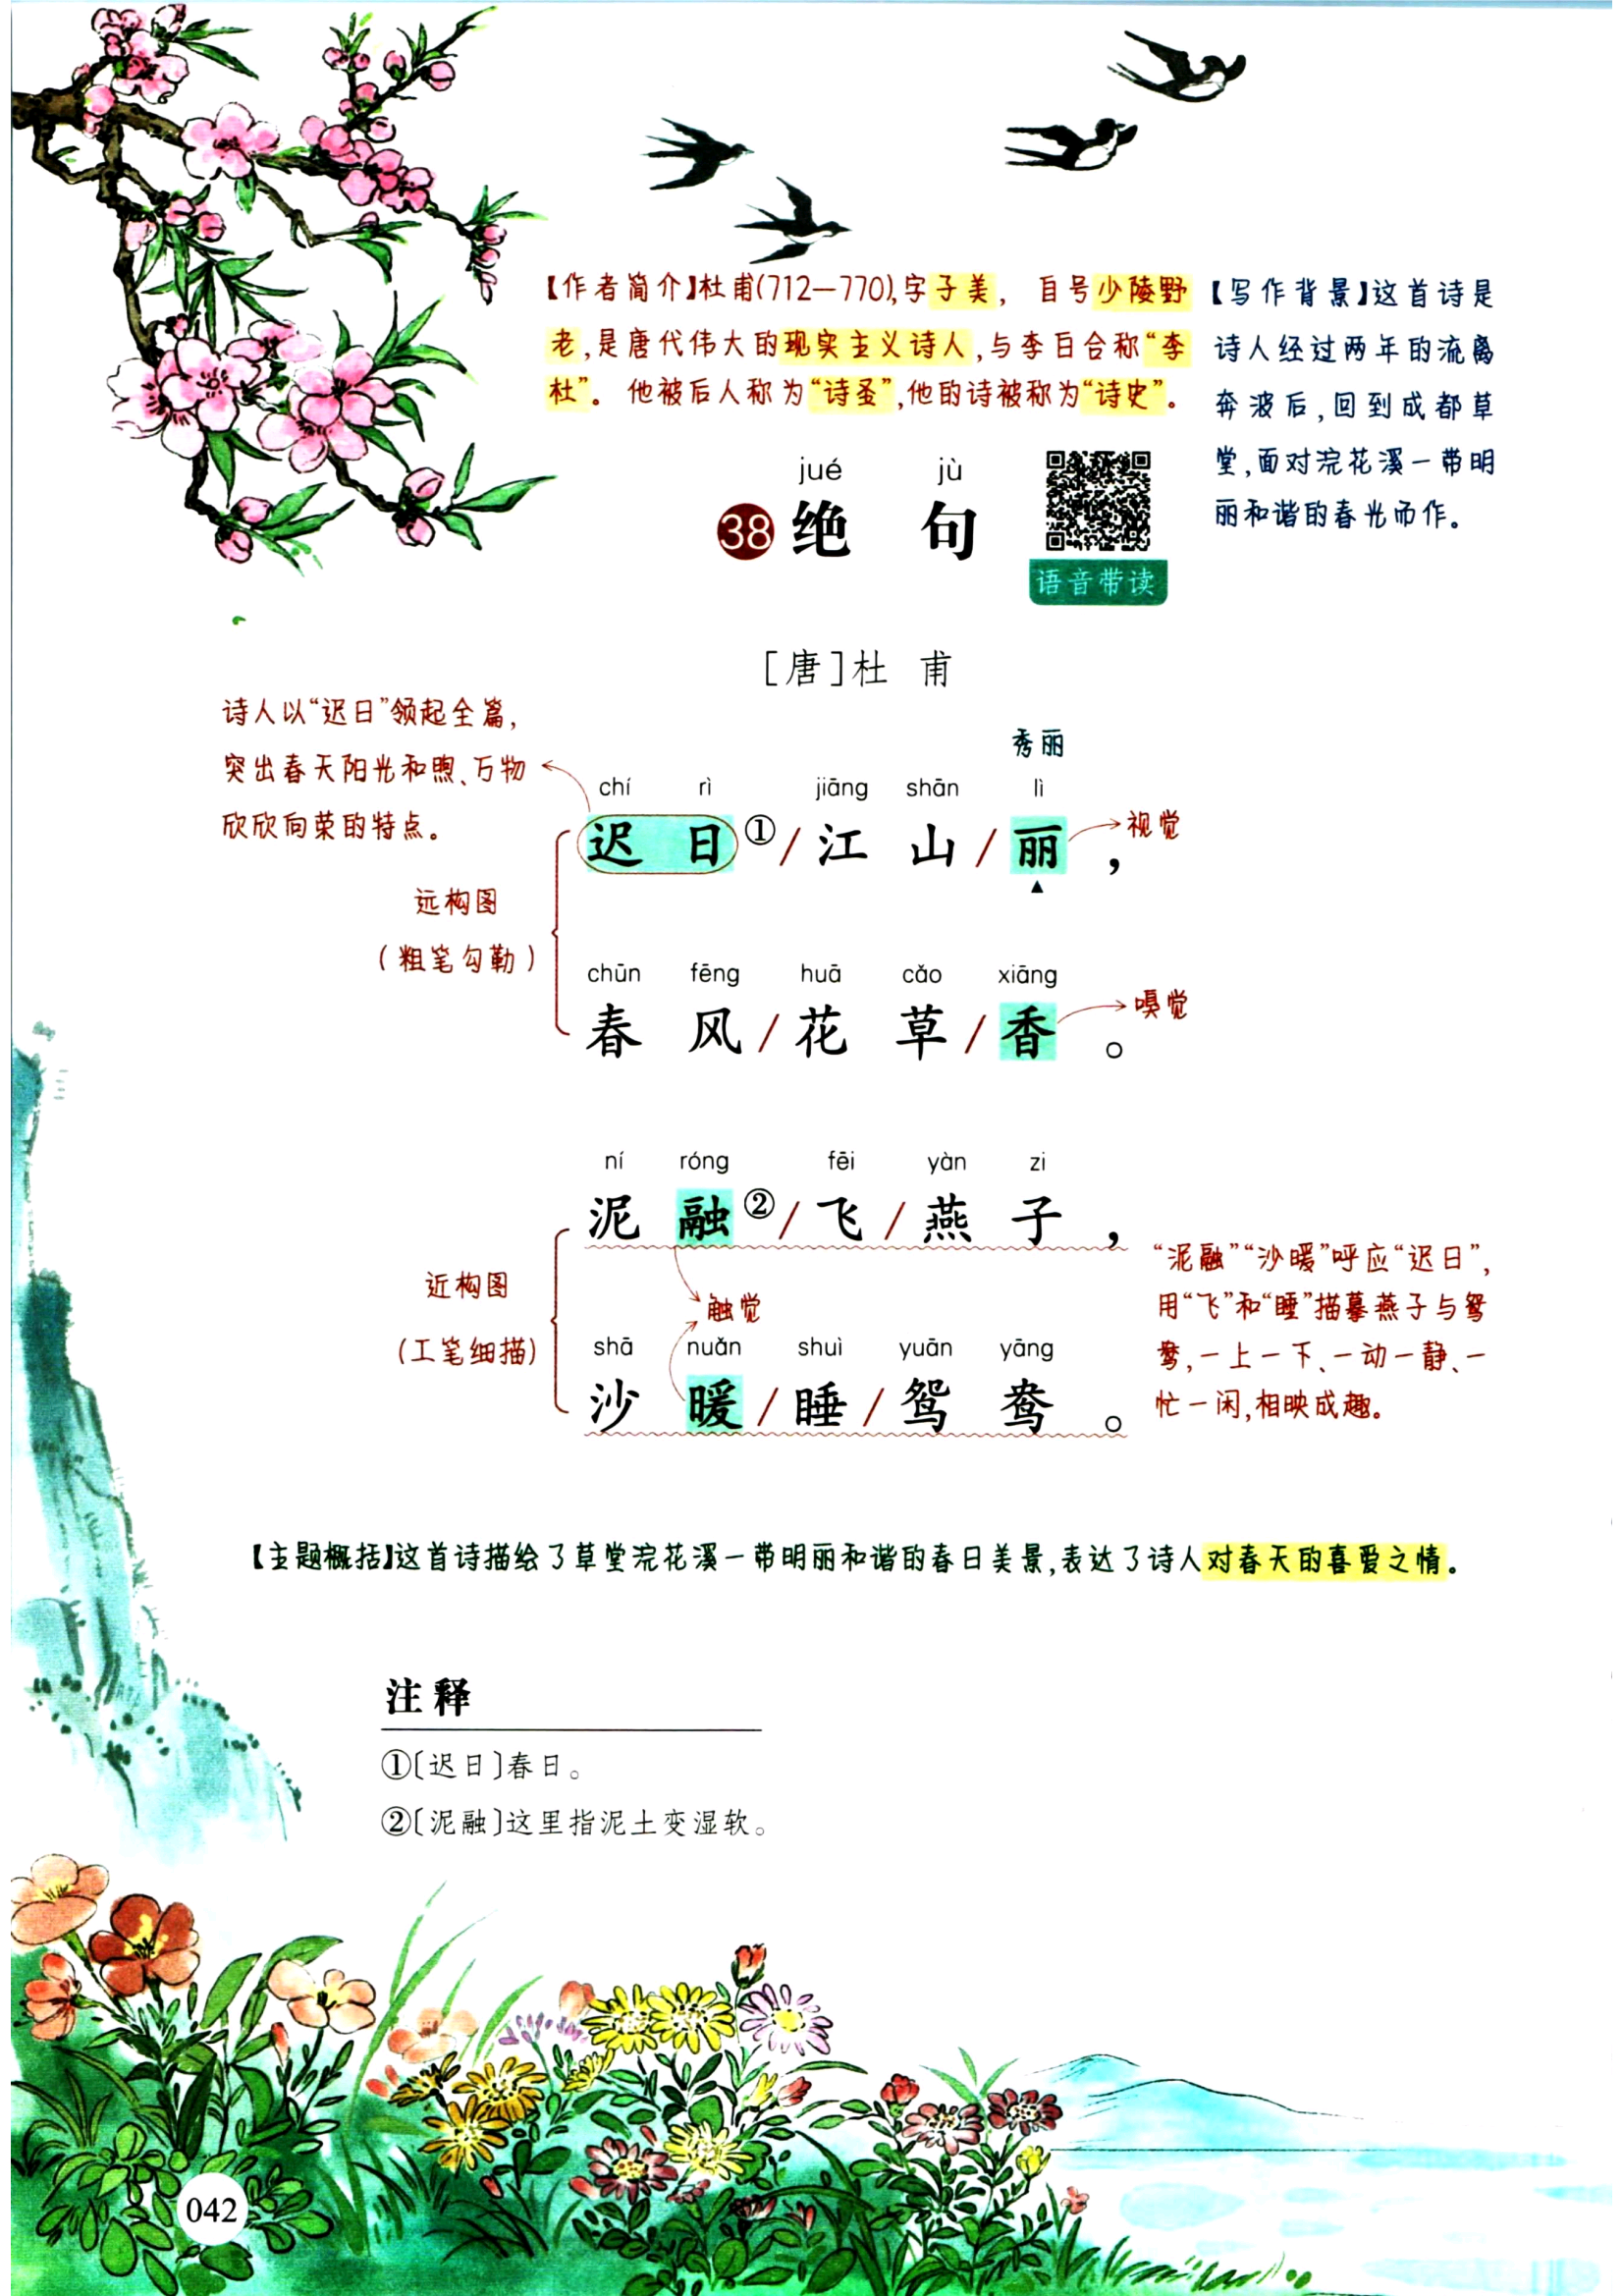 【作者简介】杜甫(712—770),字子美, 自号少陵野
老,是唐代伟大的现实主义诗人,与李白合称“李
杜”。他被后人称为“诗圣”,他的诗被称为“诗史”。
【写作背景】这首诗是
诗人经过两年的流离
奔波后,回到成都草
堂,面对浣花溪一带明
丽和谐的春光而作。
jué jù
38 绝 句
语音带读
[唐]杜 甫
诗人以“迟日”领起全篇,
突出春天阳光和煦、万物
欣欣向荣的特点。
秀丽
chí rì jiāng shān lì
迟 日①/江 山/丽,
视觉
远构图
(粗笔勾勒)
chūn fēng huā cǎo xiāng
春 风/花 草/香。
嗅觉
ní róng fēi yàn zi
泥 融②/飞/燕 子,
近构图
(工笔细描)
触觉
shā nuǎn shuì yuān yāng
沙 暖/睡/鸳 鸯。
“泥融”“沙暖”呼应“迟日”,
用“飞”和“睡”描摹燕子与鸳
鸯,一上一下、一动一静、一
忙一闲,相映成趣。
【主题概括】这首诗描绘了草堂浣花溪一带明丽和谐的春日美景,表达了诗人对春天的喜爱之情。
注释
①〔迟日〕春日。
②〔泥融〕这里指泥土变湿软。
042